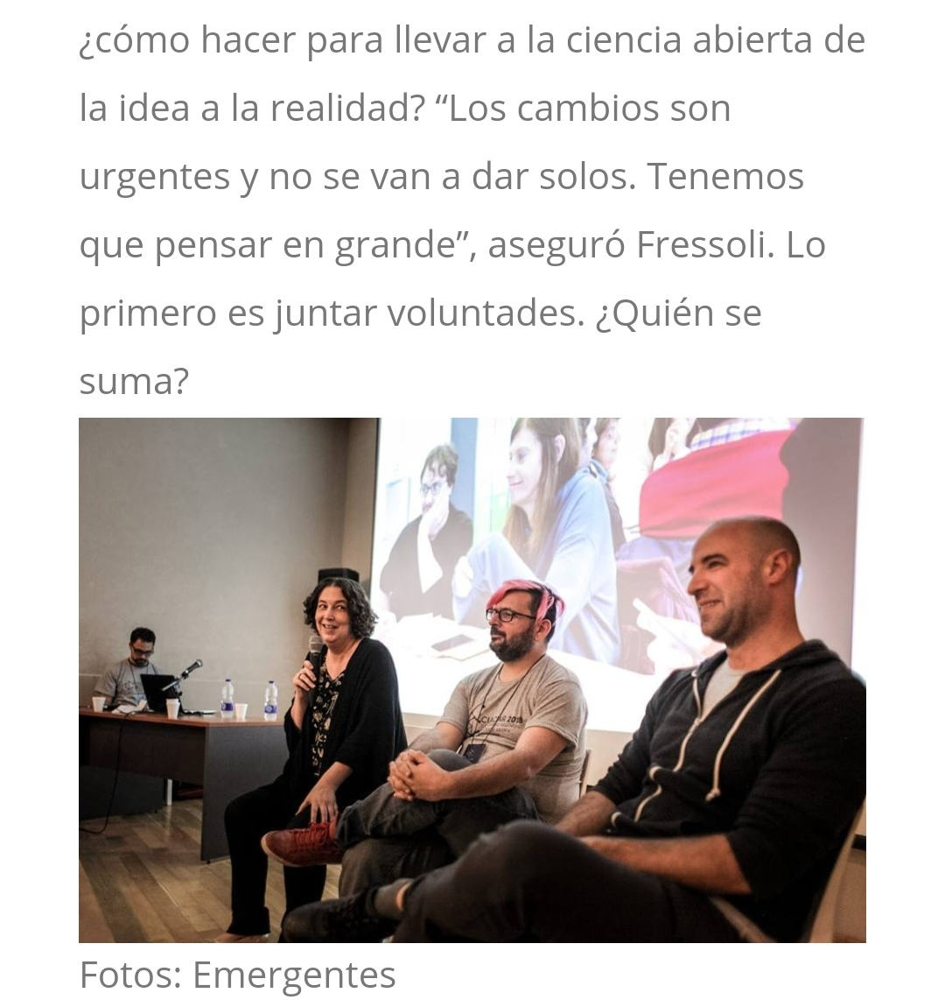 ¿cómo hacer para llevar a la ciencia abierta de
la idea a la realidad? “Los cambios son
urgentes y no se van a dar solos. Tenemos
que pensar en grande”, aseguró Fressoli. Lo
primero es juntar voluntades. ¿Quién se
suma?
Fotos: Emergentes